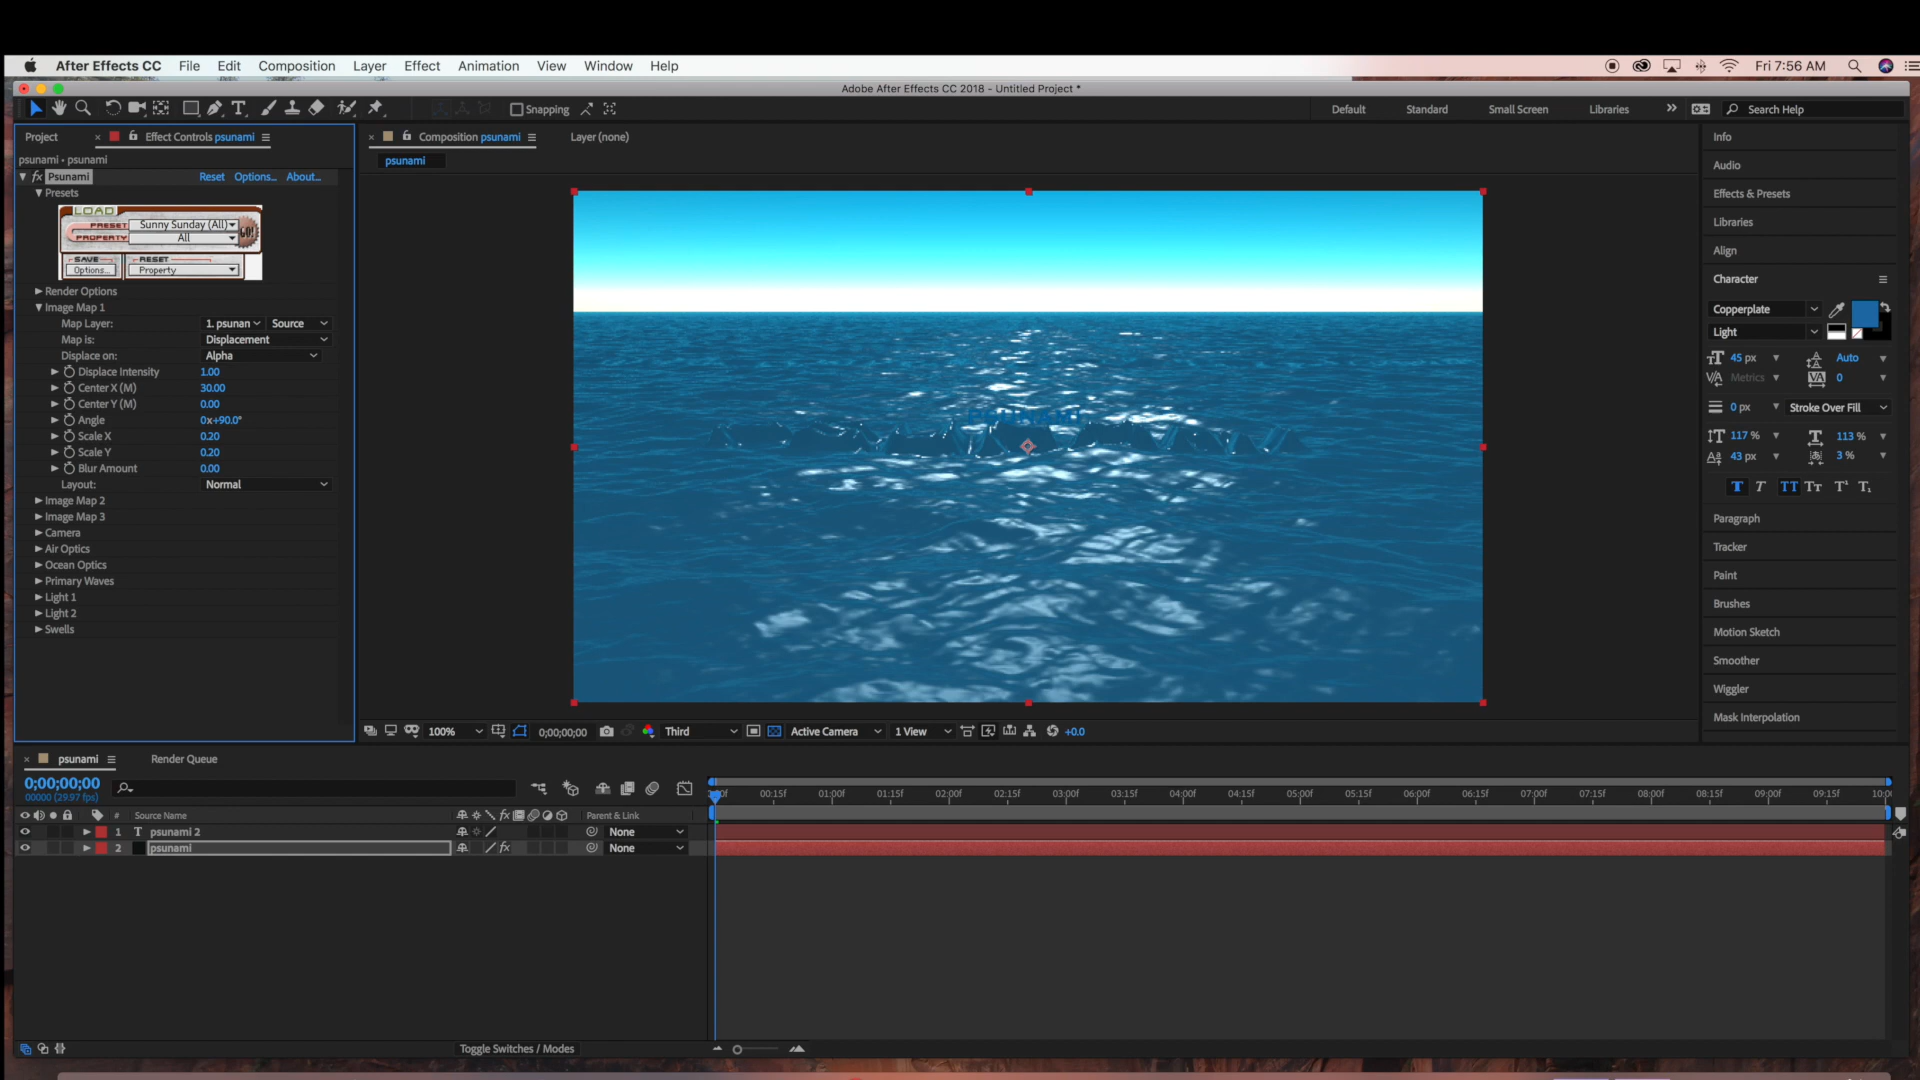 After Effects CC File Edit Composition Layer Effect Animation View Window Help Fri 7:56 AM
Adobe After Effects CC 2018 - Untitled Project *
Snapping Default Standard Small Screen Libraries Search Help
Project Effect Controls psunami Composition psunami Layer (none)
psunami • psunami
psunami
fx Psunami Reset Options... About...
Presets
LOAD
PRESET Sunny Sunday (All)
PROPERTY All
GO!
SAVE RESET
Options... Property
Render Options
Image Map 1
Map Layer: 1. psunan Source
Map is: Displacement
Displace on: Alpha
Displace Intensity 1.00
Center X (M) 30.00
Center Y (M) 0.00
Angle 0x+90.0°
Scale X 0.20
Scale Y 0.20
Blur Amount 0.00
Layout: Normal
Image Map 2
Image Map 3
Camera
Air Optics
Ocean Optics
Primary Waves
Light 1
Light 2
Swells
PSUNAMI
100% 0;00;00;00 Third Active Camera 1 View +0.0
Info
Audio
Effects & Presets
Libraries
Align
Character
Copperplate
Light
45 px Auto
Metrics 0
0 px Stroke Over Fill
117 % 113 %
43 px 3 %
T T TT Tт T¹ T₁
Paragraph
Tracker
Paint
Brushes
Motion Sketch
Smoother
Wiggler
Mask Interpolation
psunami Render Queue
0;00;00;00
00000 (29.97 fps)
00:15f 01:00f 01:15f 02:00f 02:15f 03:00f 03:15f 04:00f 04:15f 05:00f 05:15f 06:00f 06:15f 07:00f 07:15f 08:00f 08:15f 09:00f 09:15f
# Source Name fx Parent & Link
1 T psunami 2 None
2 psunami fx None
Toggle Switches / Modes